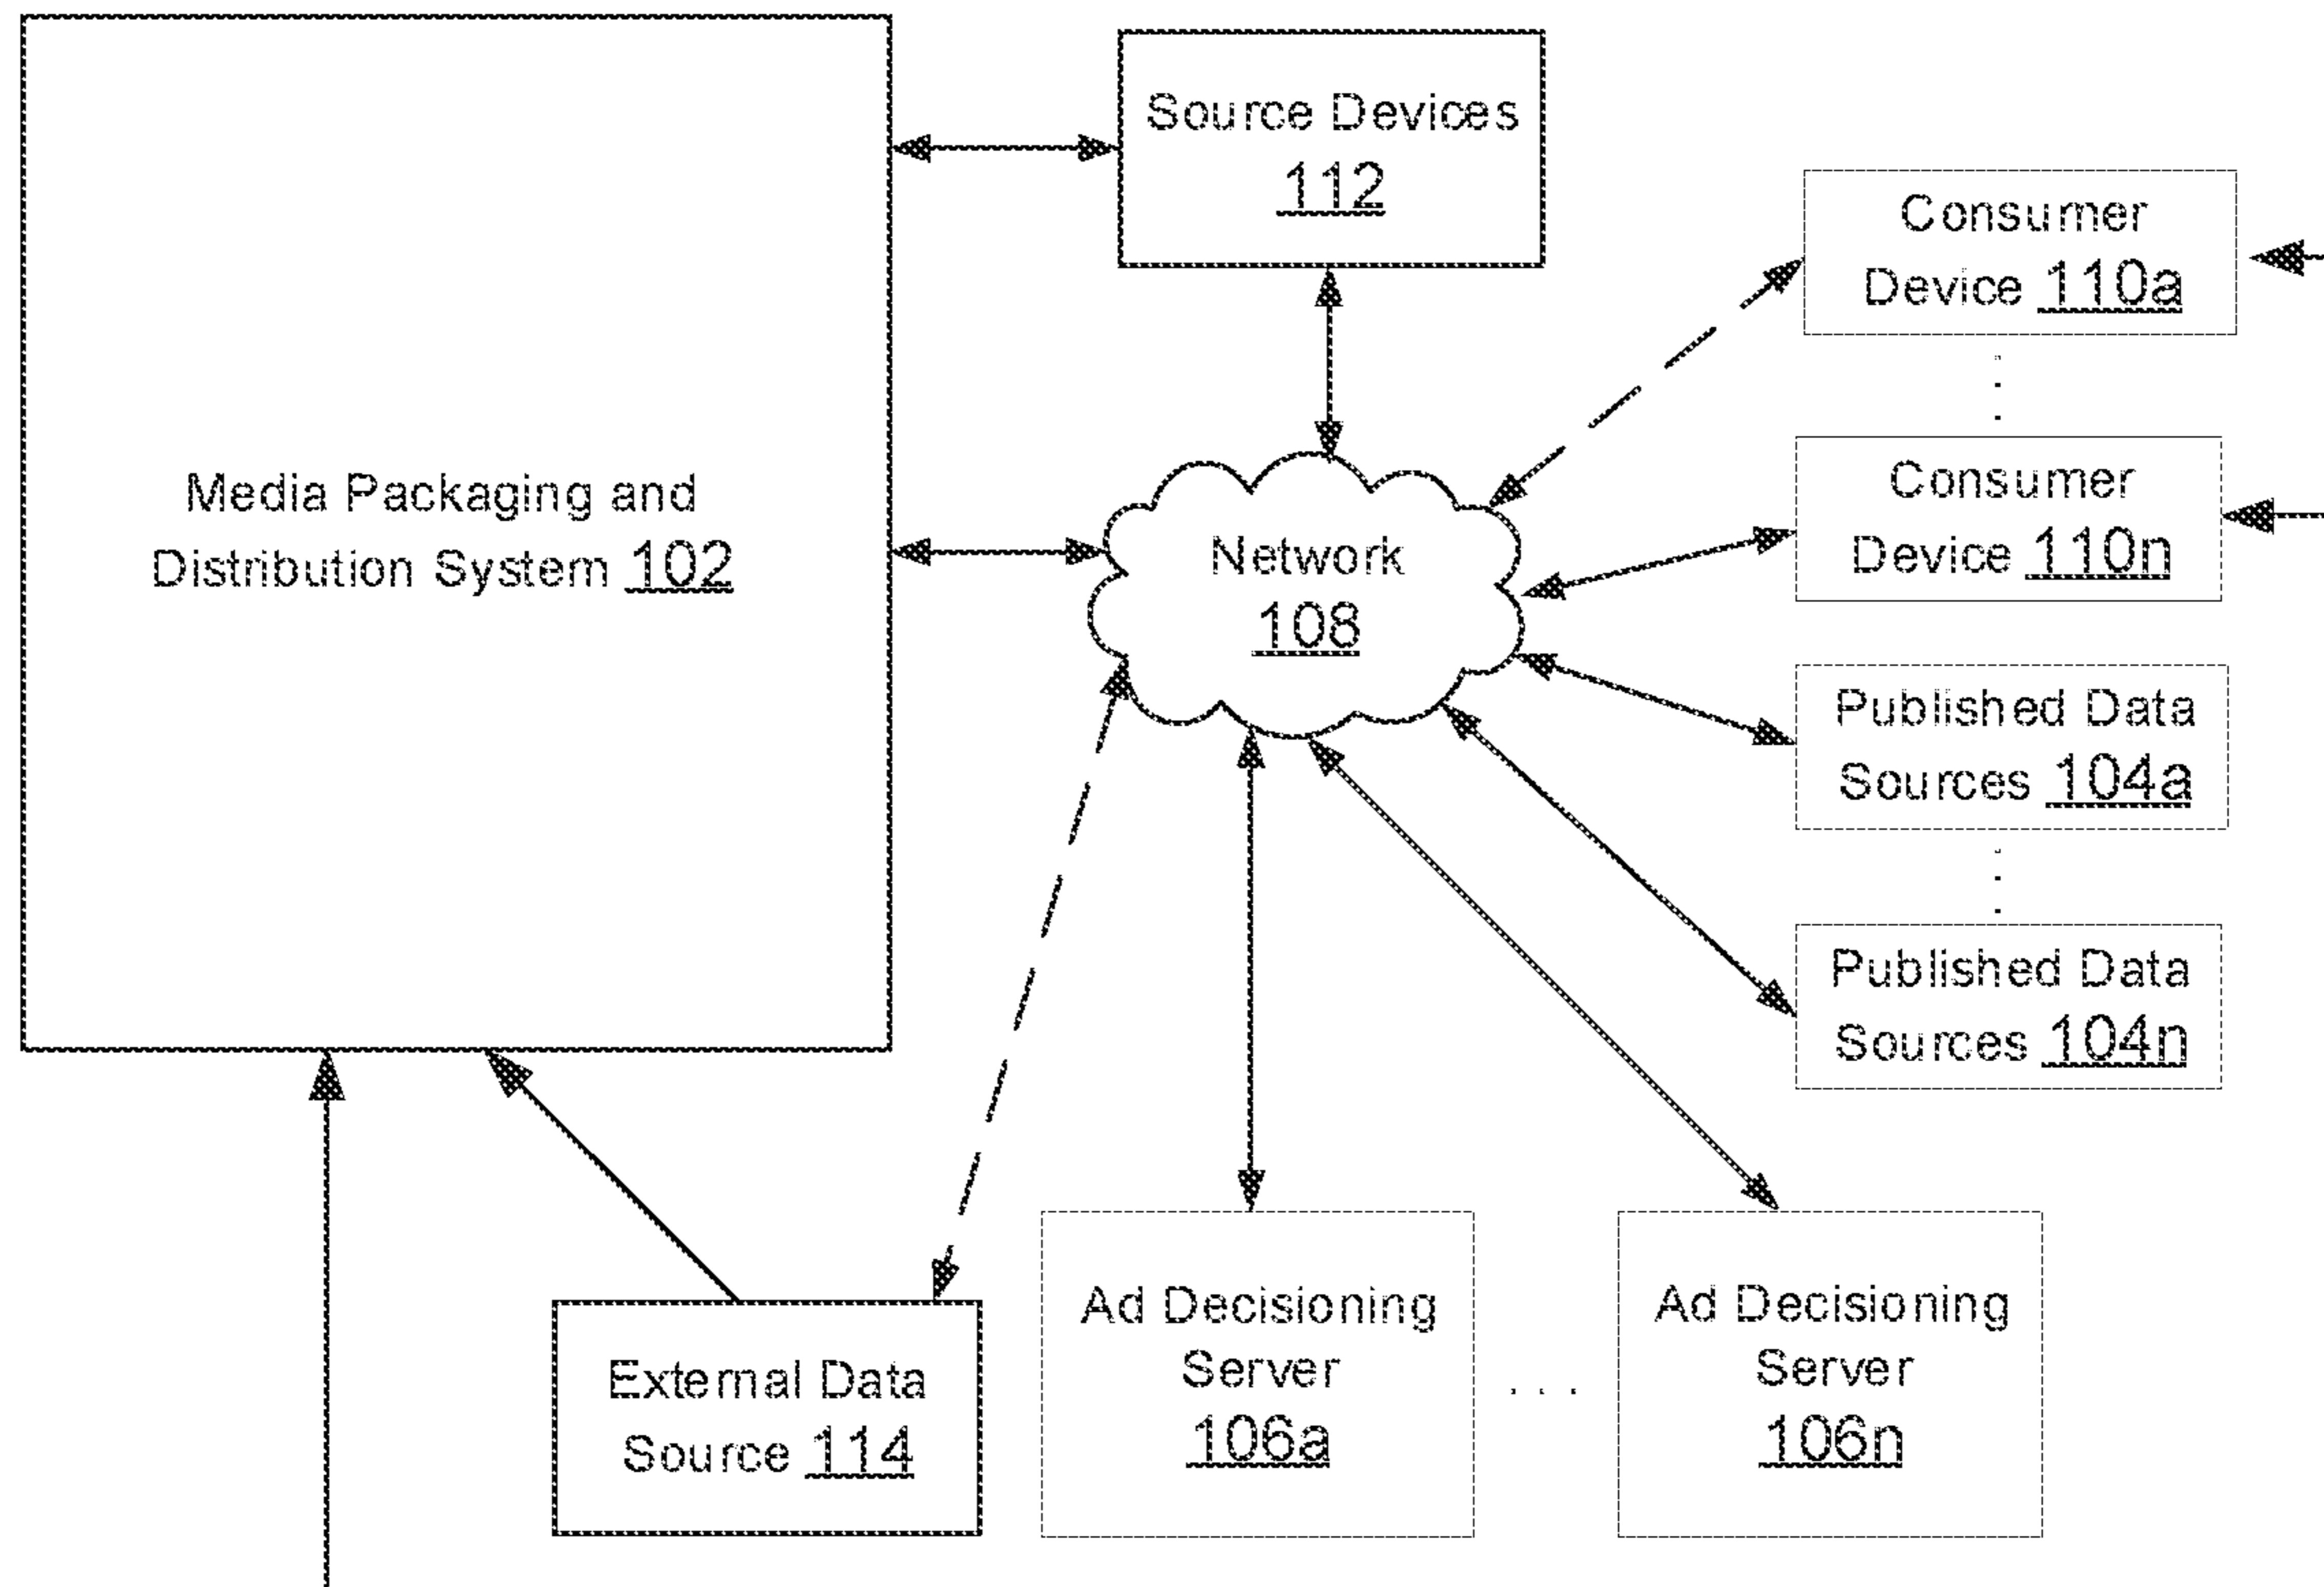 Source Devices
112
Consumer
Device 110a
Media Packaging and
Distribution System 102
Consumer
Device 110n
Network
108
Published Data
Sources 104a
Published Data
Sources 104n
External Data
Source 114
Ad Decisioning
Server
106a
. . .
Ad Decisioning
Server
106n